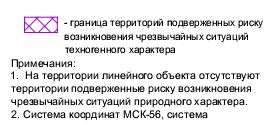 - граница территорий подверженных риску
возникновения чрезвычайных ситуаций
техногенного характера
Примечания:
1. На территории линейного объекта отсутствуют
территории подверженные риску возникновения
чрезвычайных ситуаций природного характера.
2. Система координат МСК-56, система